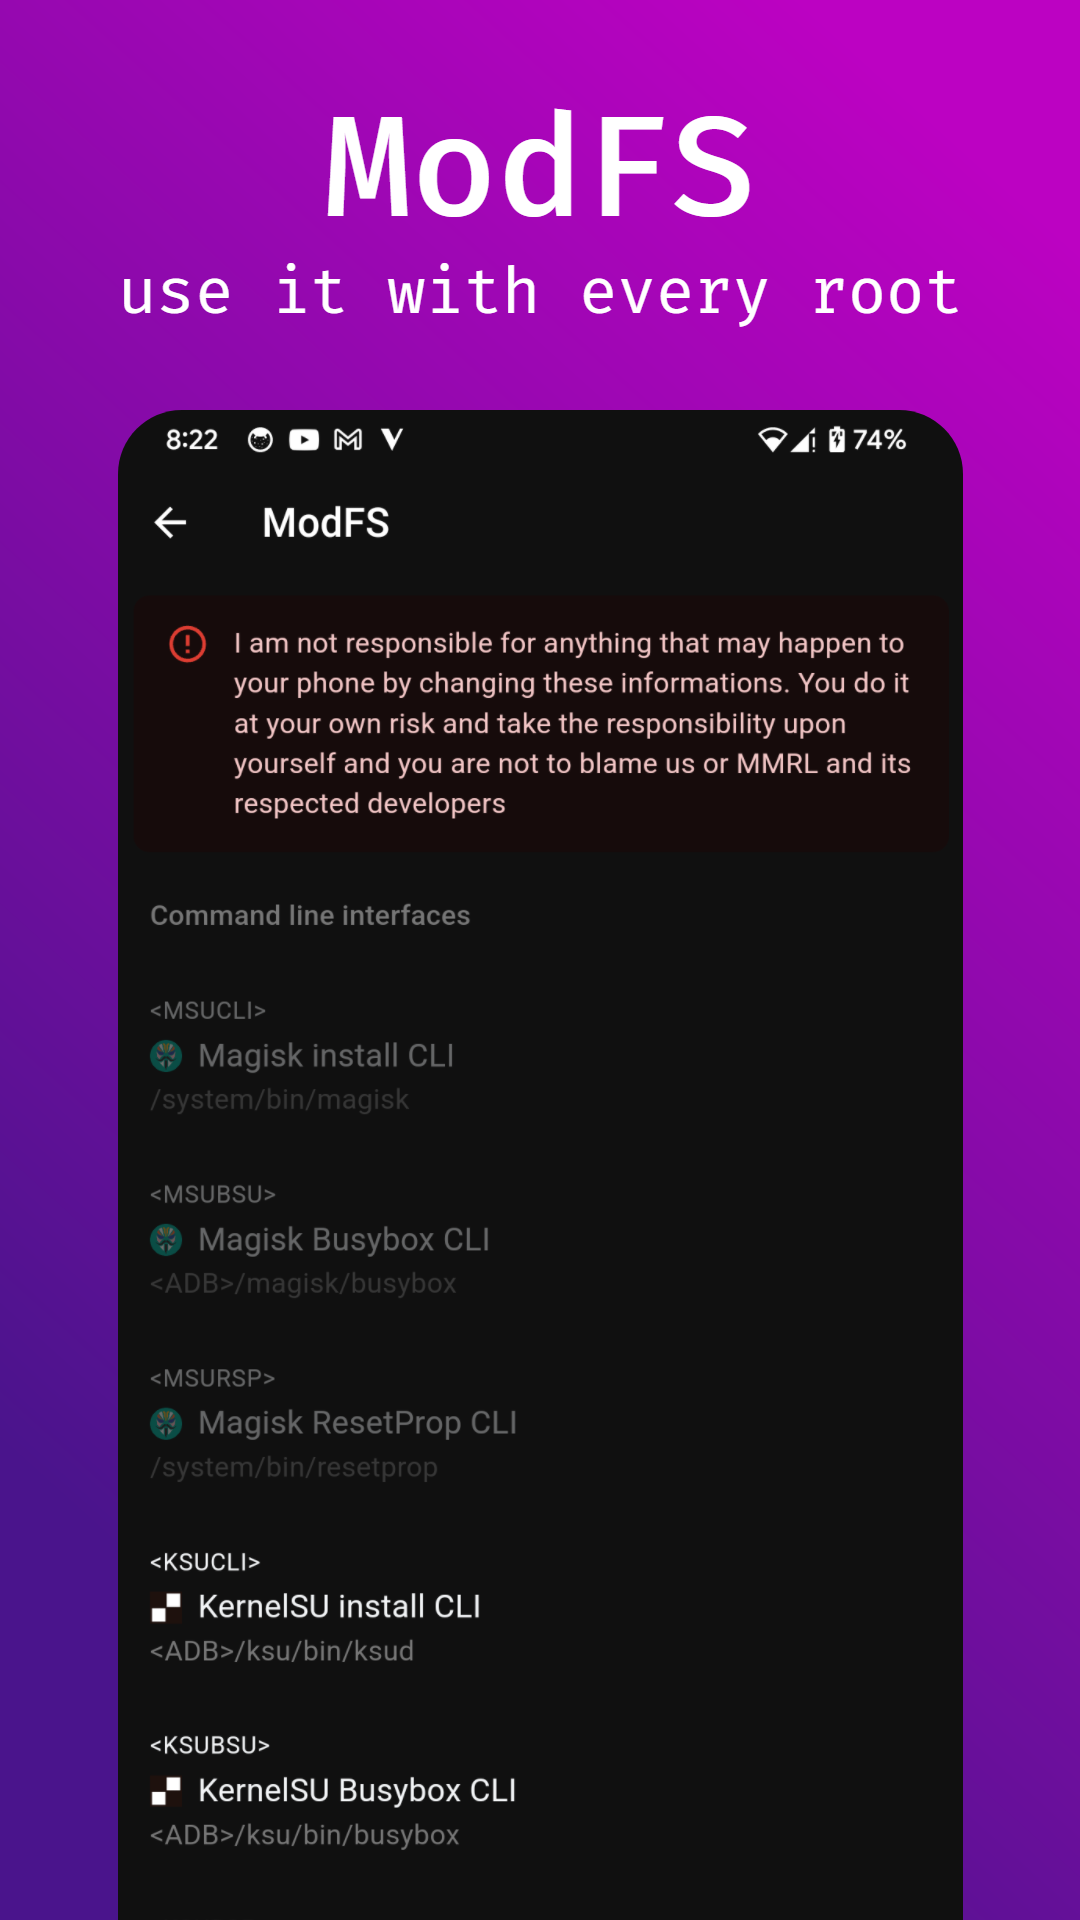 ModFS
use it with every root
8:22
74%
ModFS
I am not responsible for anything that may happen to
your phone by changing these informations. You do it
at your own risk and take the responsibility upon
yourself and you are not to blame us or MMRL and its
respected developers
Command line interfaces
<MSUCLI>
Magisk install CLI
/system/bin/magisk
<MSUBSU>
Magisk Busybox CLI
<ADB>/magisk/busybox
<MSURSP>
Magisk ResetProp CLI
/system/bin/resetprop
<KSUCLI>
KernelSU install CLI
<ADB>/ksu/bin/ksud
<KSUBSU>
KernelSU Busybox CLI
<ADB>/ksu/bin/busybox